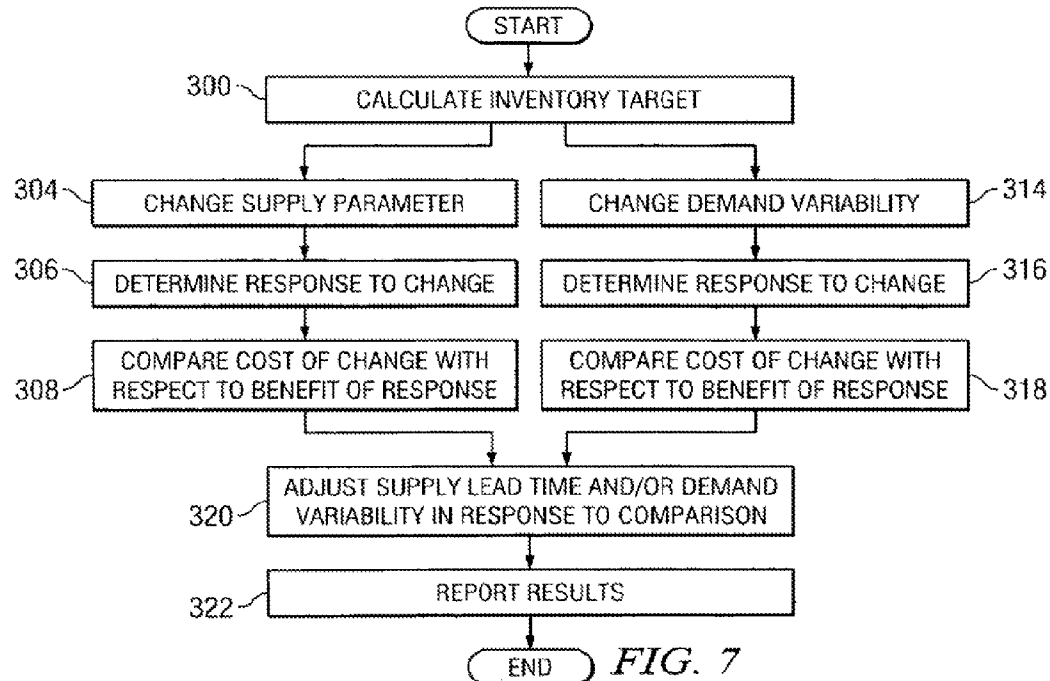 START
300
CALCULATE INVENTORY TARGET
304
CHANGE SUPPLY PARAMETER
CHANGE DEMAND VARIABILITY
314
306
DETERMINE RESPONSE TO CHANGE
DETERMINE RESPONSE TO CHANGE
316
308
COMPARE COST OF CHANGE WITH
RESPECT TO BENEFIT OF RESPONSE
COMPARE COST OF CHANGE WITH
RESPECT TO BENEFIT OF RESPONSE
318
320
ADJUST SUPPLY LEAD TIME AND/OR DEMAND
VARIABILITY IN RESPONSE TO COMPARISON
322
REPORT RESULTS
END
FIG. 7